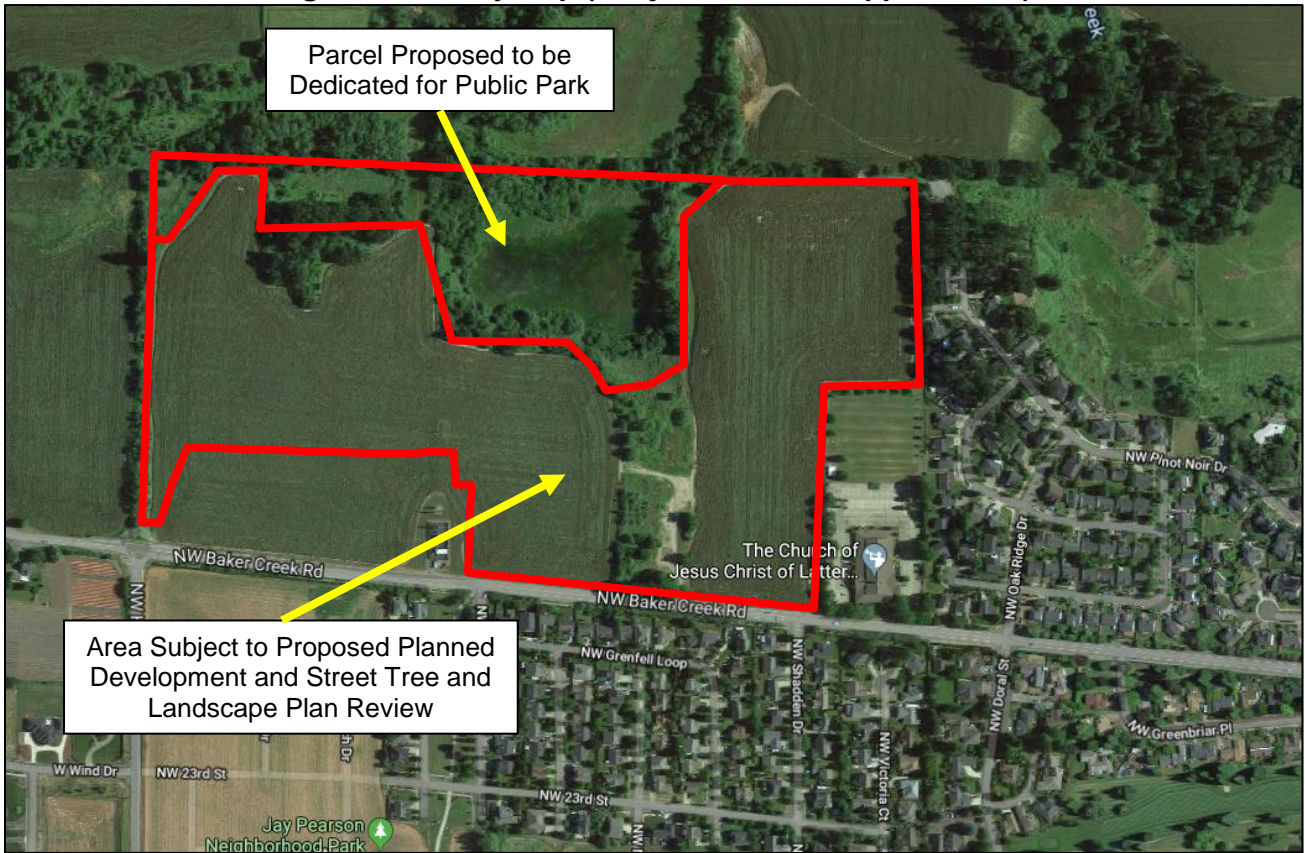 eek
Parcel Proposed to be
Dedicated for Public Park
NW Pinot Noir Dr
NW Oak Ridge Dr
The Church of
Jesus Christ of Latter...
NW Baker Creek Rd
NW Baker Creek Rd
Area Subject to Proposed Planned
Development and Street Tree and
Landscape Plan Review
NW Grenfell Loop
NW Shadden Dr
NW Doral St
NW Victoria Ct
NW Greenbriar Pl
W Wind Dr
NW 23rd St
NW 23rd St
Jay Pearson
Neighborhood Park